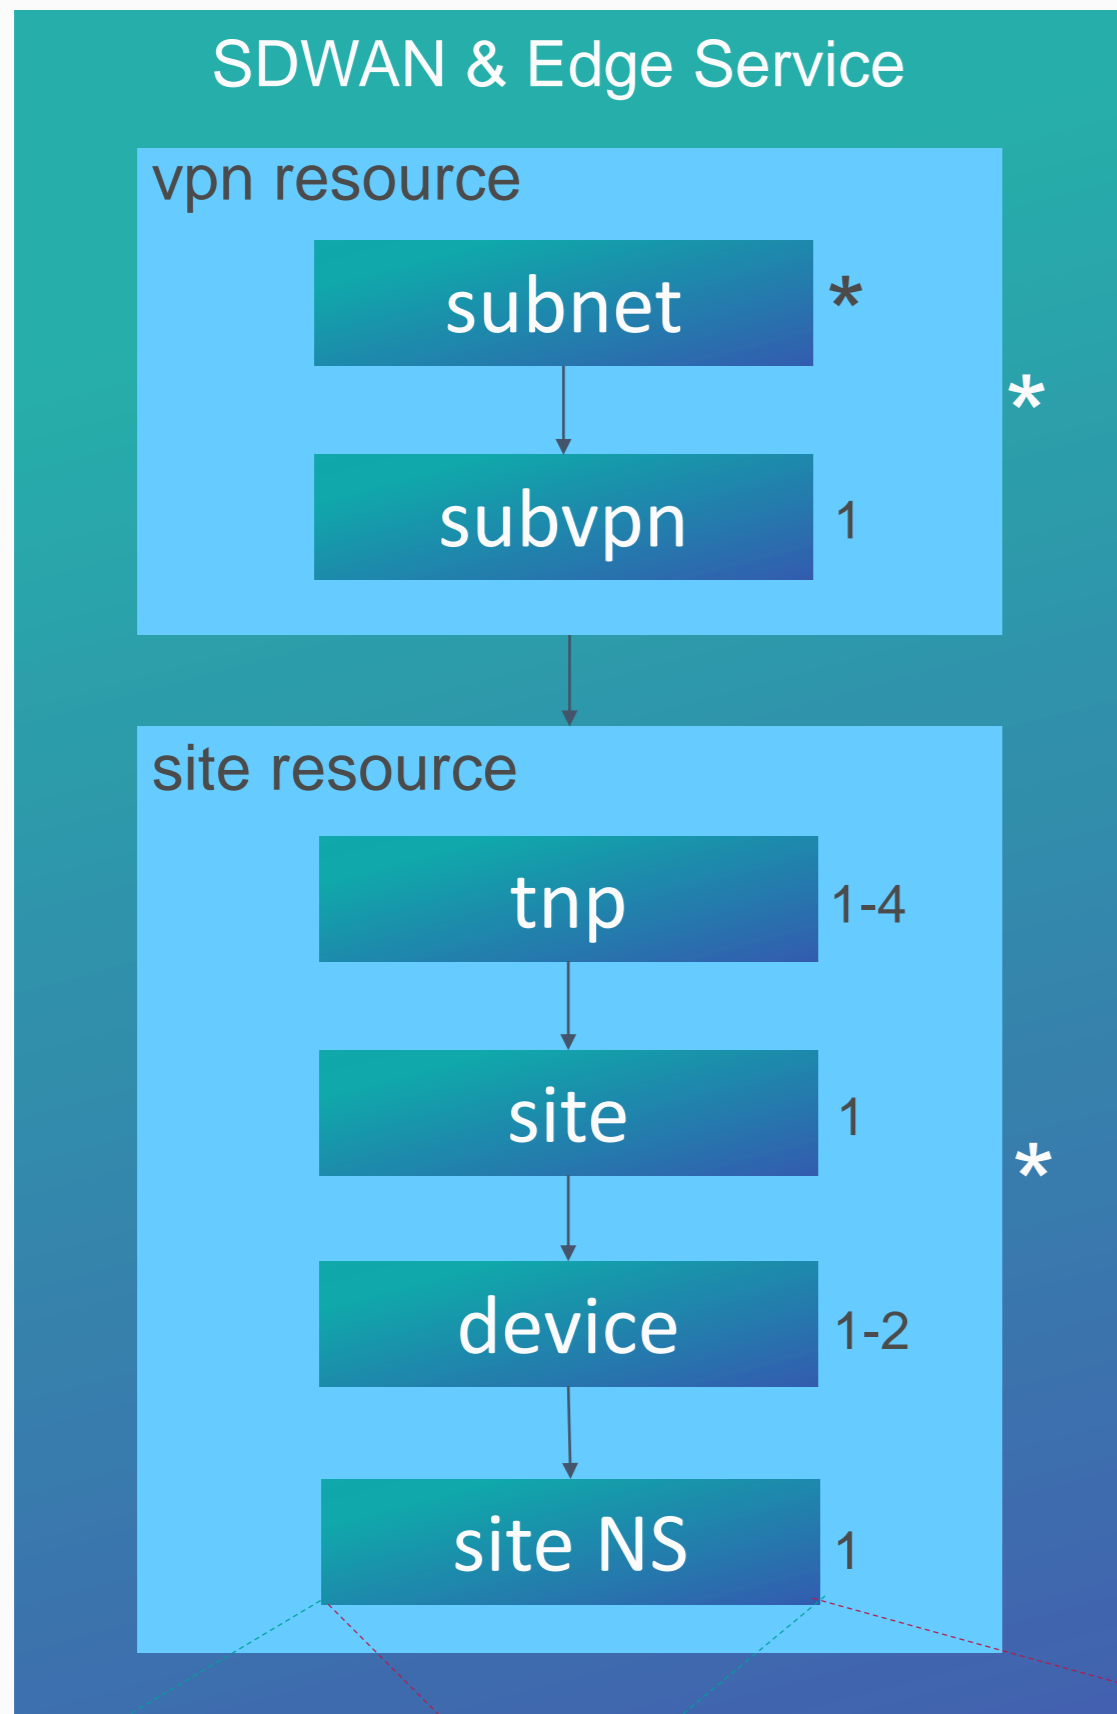 SDWAN & Edge Service
vpn resource
subnet *
*
subvpn 1
site resource
tnp 1-4
site 1
*
device 1-2
site NS 1